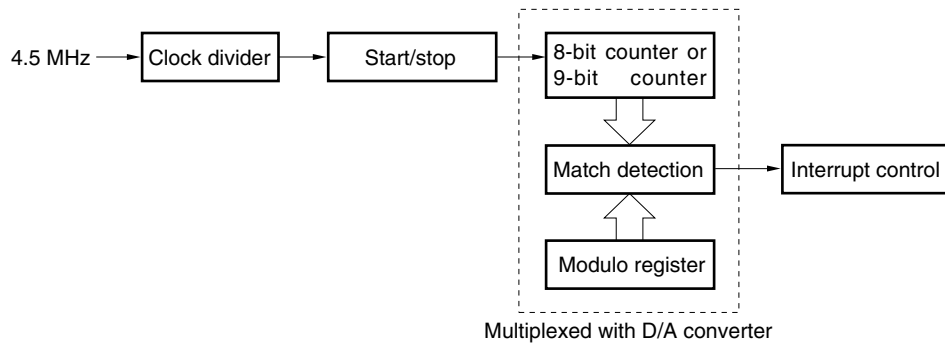 4.5 MHz
Clock divider
Start/stop
8-bit counter or
9-bit counter
Match detection
Interrupt control
Modulo register
Multiplexed with D/A converter